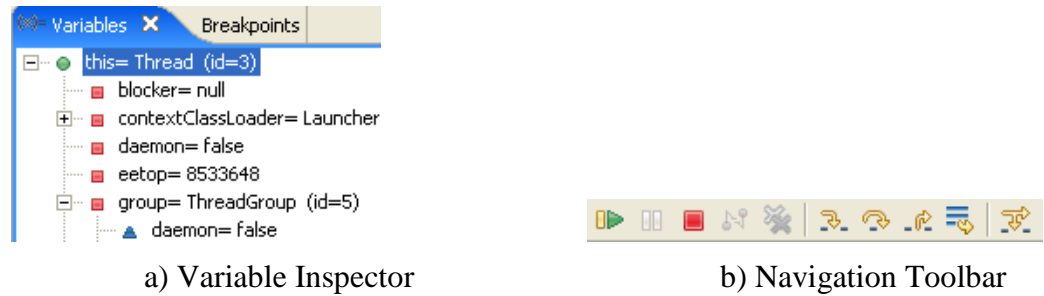 (x)= Variables Breakpoints
this= Thread (id=3)
blocker= null
contextClassLoader= Launcher
daemon= false
eetop= 8533648
group= ThreadGroup (id=5)
daemon= false
a) Variable Inspector
b) Navigation Toolbar